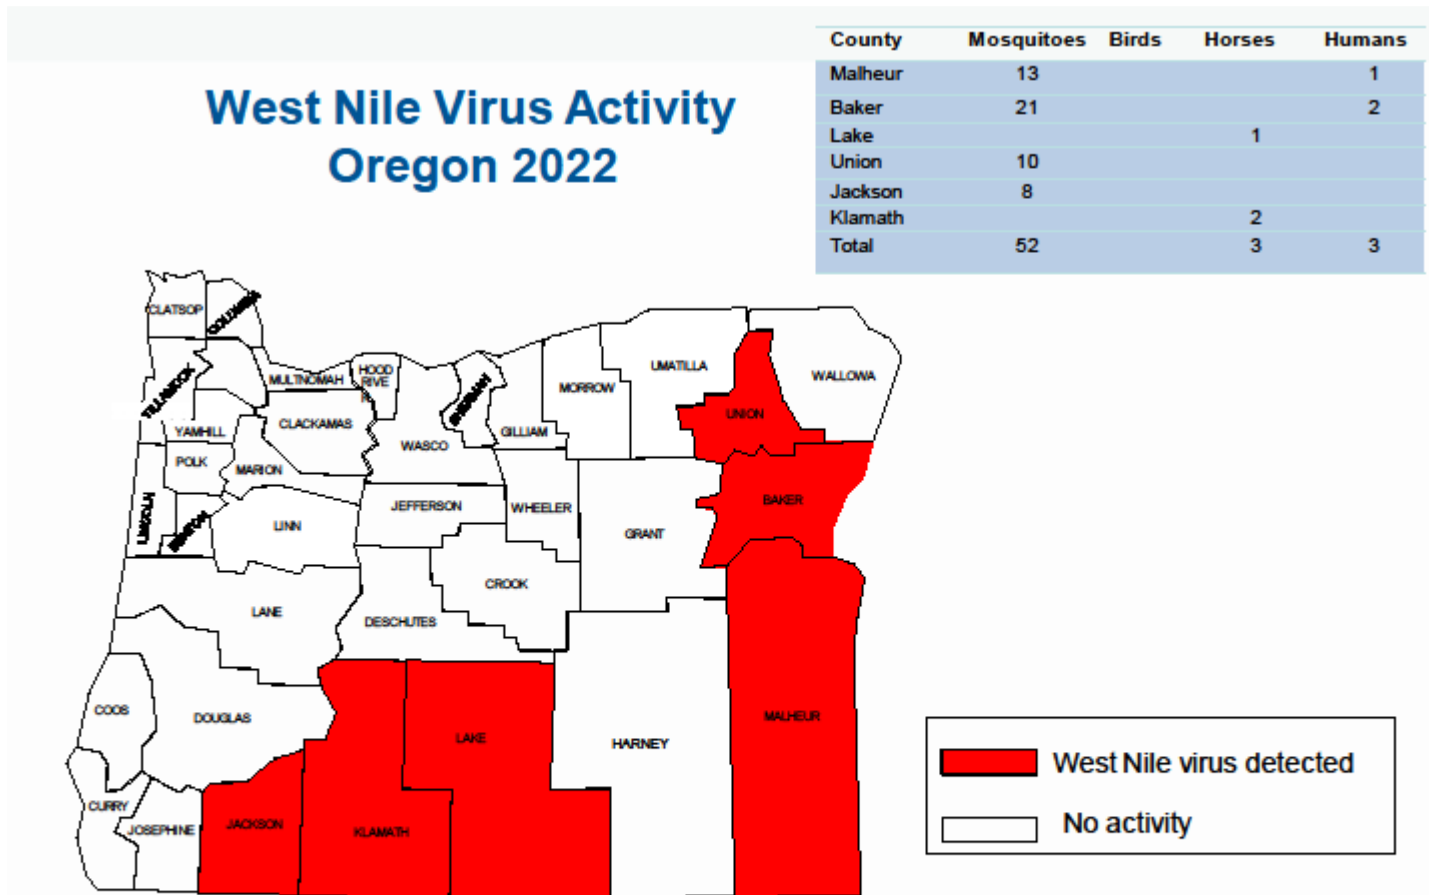 County Mosquitoes Birds Horses Humans
Malheur 13 1
Baker 21 2
Lake 1
Union 10
Jackson 8
Klamath 2
Total 52 3 3
West Nile Virus Activity
Oregon 2022
CLATSOP
COLUMBIA
TILLAMOOK
MULTNOMAH
HOOD
RIVE
R
SHERMAN
MORROW
UMATILLA
UNION
WALLOWA
YAMHILL
CLACKAMAS
WASCO
GILLIAM
POLK
MARION
BAKER
LINCOLN
BENTON
LINN
JEFFERSON
WHEELER
GRANT
CROOK
LANE
DESCHUTES
COOS
DOUGLAS
LAKE
HARNEY
MALHEUR
CURRY
JOSEPHINE
JACKSON
KLAMATH
West Nile virus detected
No activity